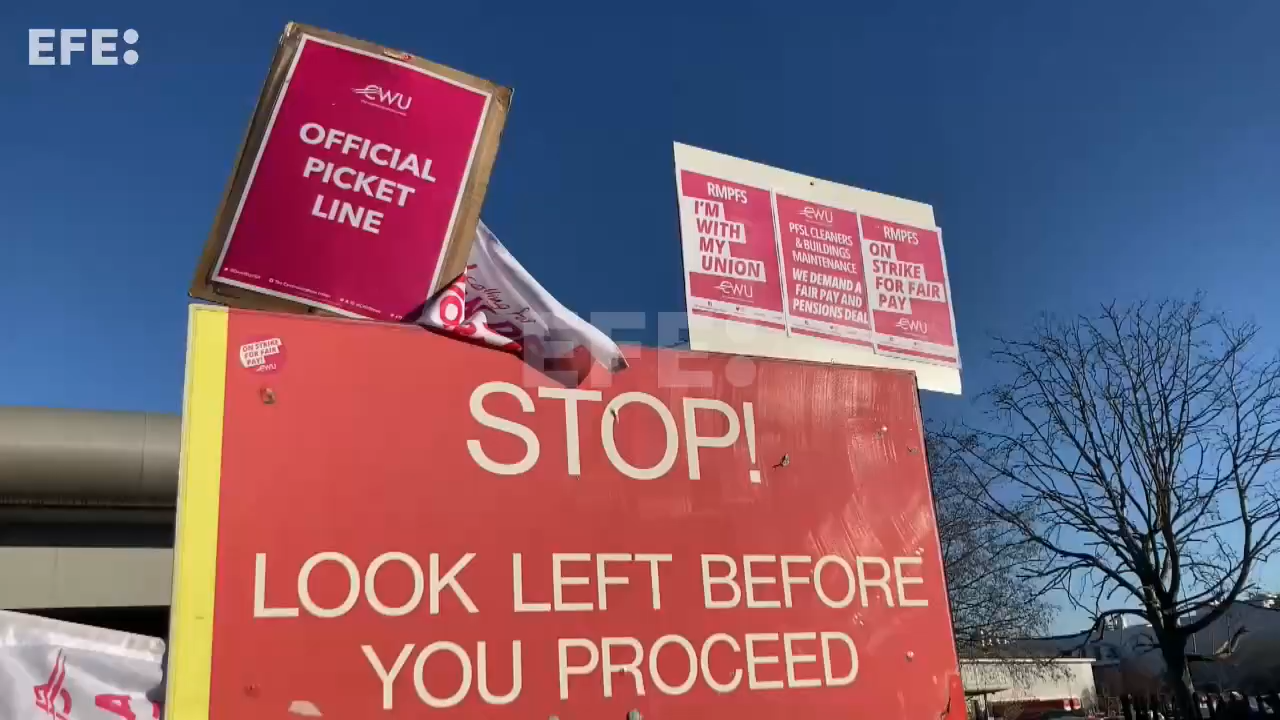 EFE:
CWU
OFFICIAL
PICKET
LINE
RMPFS
I'M
WITH
MY
UNION
CWU
CWU
PFSL CLEANERS
& BUILDINGS
MAINTENANCE
WE DEMAND A
FAIR PAY AND
PENSIONS DEAL
RMPFS
ON
STRIKE
FOR FAIR
PAY
CWU
ON STRIKE
FOR FAIR
PAY!
CWU
EFE:
STOP!
LOOK LEFT BEFORE
YOU PROCEED